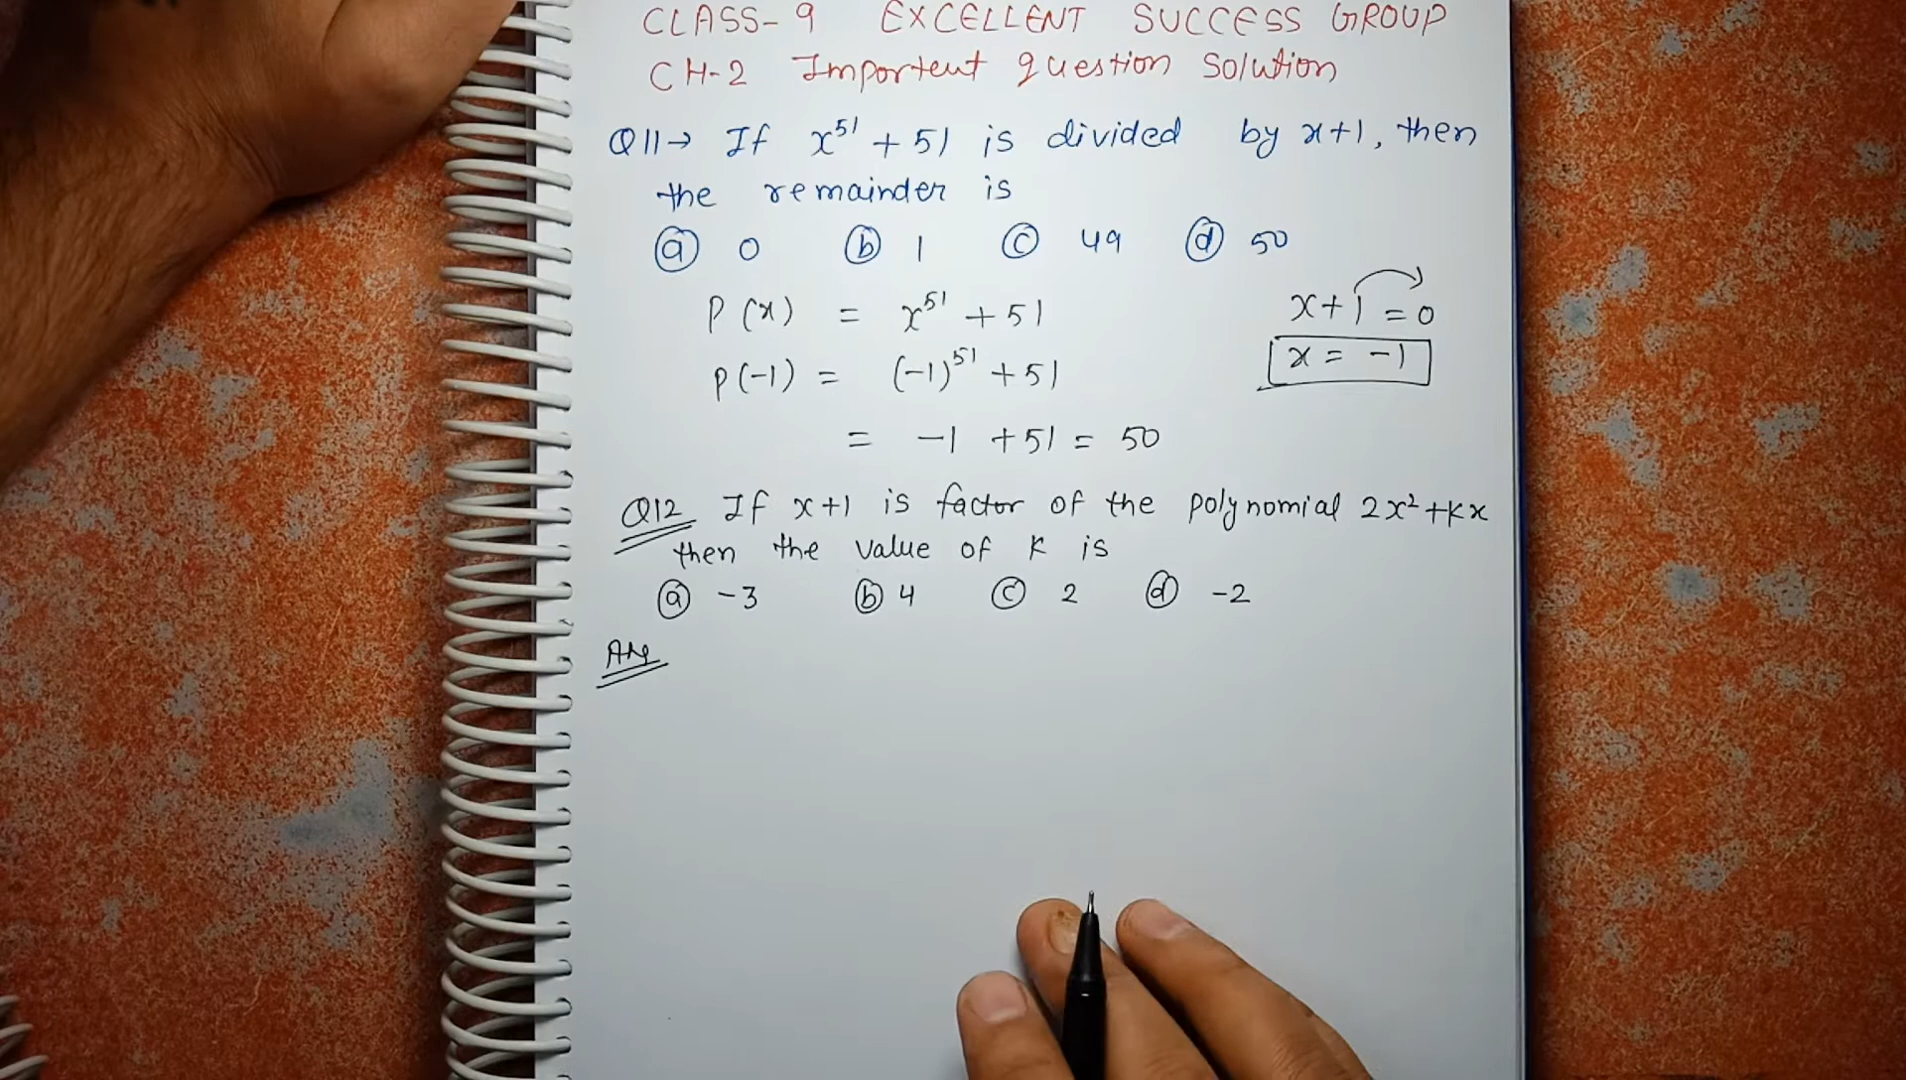 CLASS-9 EXCELLENT SUCCESS GROUP
CH-2 Importent question Solution
Q11→ If x⁵¹ + 51 is divided by x+1, then
the remainder is
(a) 0 (b) 1 (c) 49 (d) 50
P(x) = x⁵¹ + 51
x+1 = 0
P(-1) = (-1)⁵¹ + 51
x = -1
= -1 + 51 = 50
Q12 If x+1 is factor of the polynomial 2x²+kx
then the value of k is
(a) -3 (b) 4 (c) 2 (d) -2
Ans